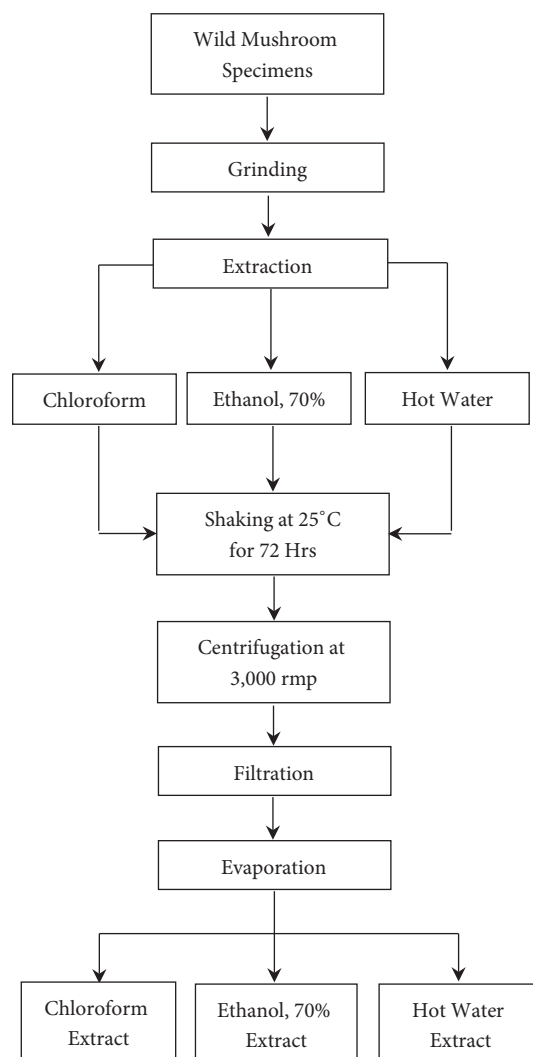 Wild Mushroom
Specimens
Grinding
Extraction
Chloroform
Ethanol, 70%
Hot Water
Shaking at 25˚C
for 72 Hrs
Centrifugation at
3,000 rmp
Filtration
Evaporation
Chloroform
Extract
Ethanol, 70%
Extract
Hot Water
Extract